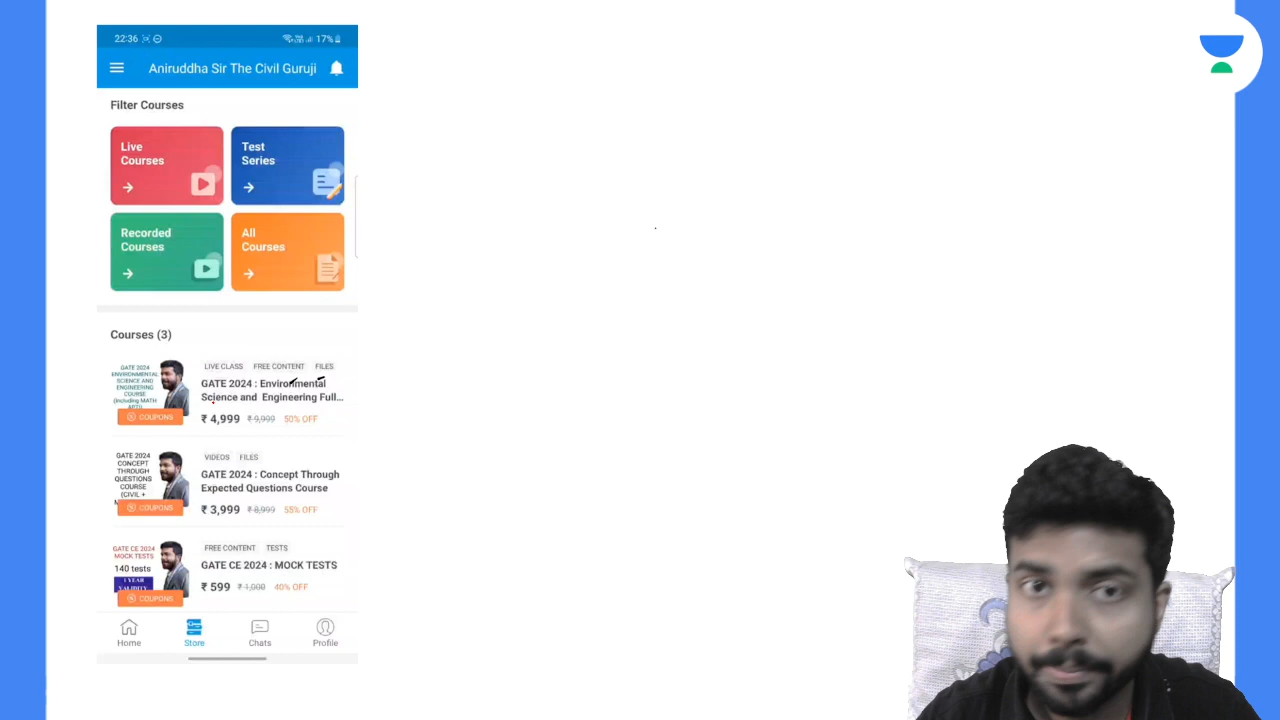 22:36
17%
Aniruddha Sir The Civil Guruji
Filter Courses
Live
Courses
Test
Series
Recorded
Courses
All
Courses
Courses (3)
GATE 2024
ENVIRONMENTAL
SCIENCE AND
ENGINEERING
COURSE
(Including MATH
COUPONS
LIVE CLASS FREE CONTENT FILES
GATE 2024 : Environmental
Science and Engineering Full...
₹ 4,999 ₹ 9,999 50% OFF
GATE 2024
CONCEPT
THROUGH
QUESTIONS
COURSE
(CIVIL +
COUPONS
VIDEOS FILES
GATE 2024 : Concept Through
Expected Questions Course
₹ 3,999 ₹ 8,999 55% OFF
GATE CE 2024
MOCK TESTS
140 tests
1 YEAR
VALIDITY
COUPONS
FREE CONTENT TESTS
GATE CE 2024 : MOCK TESTS
₹ 599 ₹ 1,000 40% OFF
Home Store Chats Profile